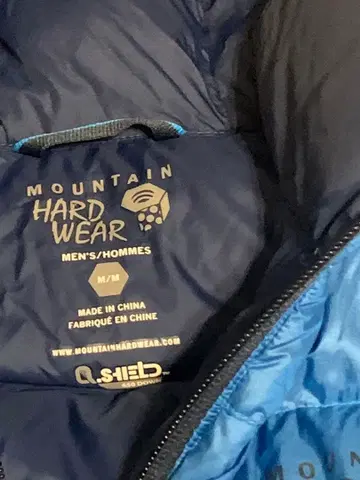 MOUNTAIN
HARD
WEAR
MEN'S/HOMMES
M/M
MADE IN CHINA
FABRIQUÉ EN CHINE
WWW.MOUNTAINHARDWEAR.COM
Q.SHIELD
650 DOWN